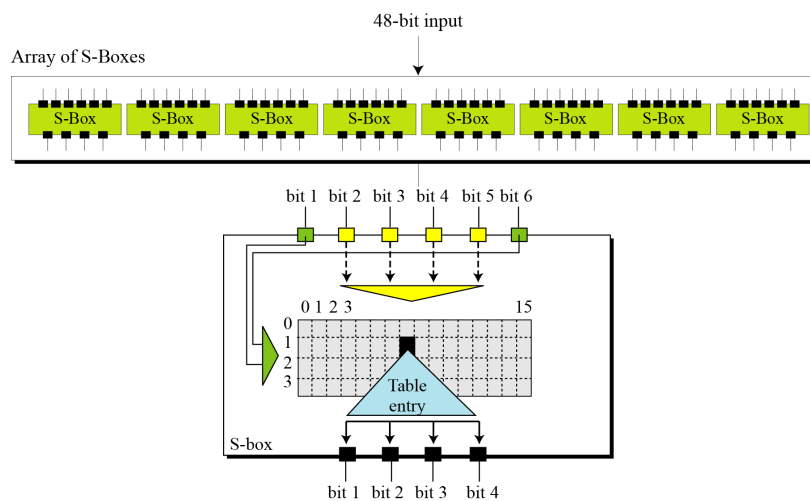 48-bit input
Array of S-Boxes
S-Box S-Box S-Box S-Box S-Box S-Box S-Box S-Box
bit 1 bit 2 bit 3 bit 4 bit 5 bit 6
0 1 2 3 15
0
1
2
3
Table
entry
S-box
bit 1 bit 2 bit 3 bit 4